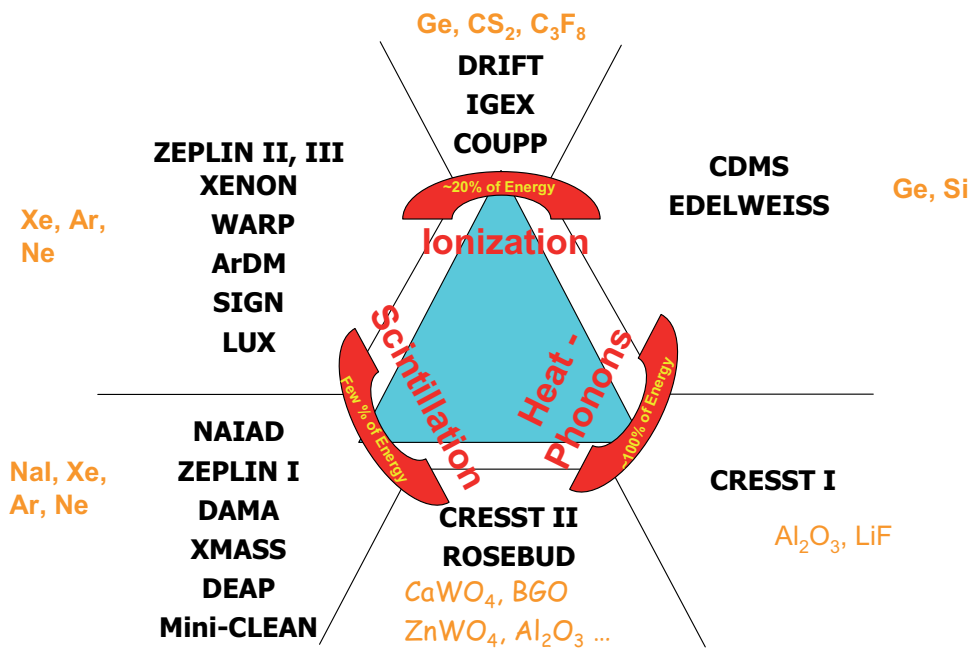 Ge, CS₂, C₃F₈
DRIFT
IGEX
COUPP
~20% of Energy
Ionization
ZEPLIN II, III
XENON
WARP
ArDM
SIGN
LUX
Xe, Ar,
Ne
CDMS
EDELWEISS
Ge, Si
Scintillation
Few % of Energy
Heat -
Phonons
~100% of Energy
NaI, Xe,
Ar, Ne
NAIAD
ZEPLIN I
DAMA
XMASS
DEAP
Mini-CLEAN
CRESST II
ROSEBUD
CaWO₄, BGO
ZnWO₄, Al₂O₃ ...
CRESST I
Al₂O₃, LiF